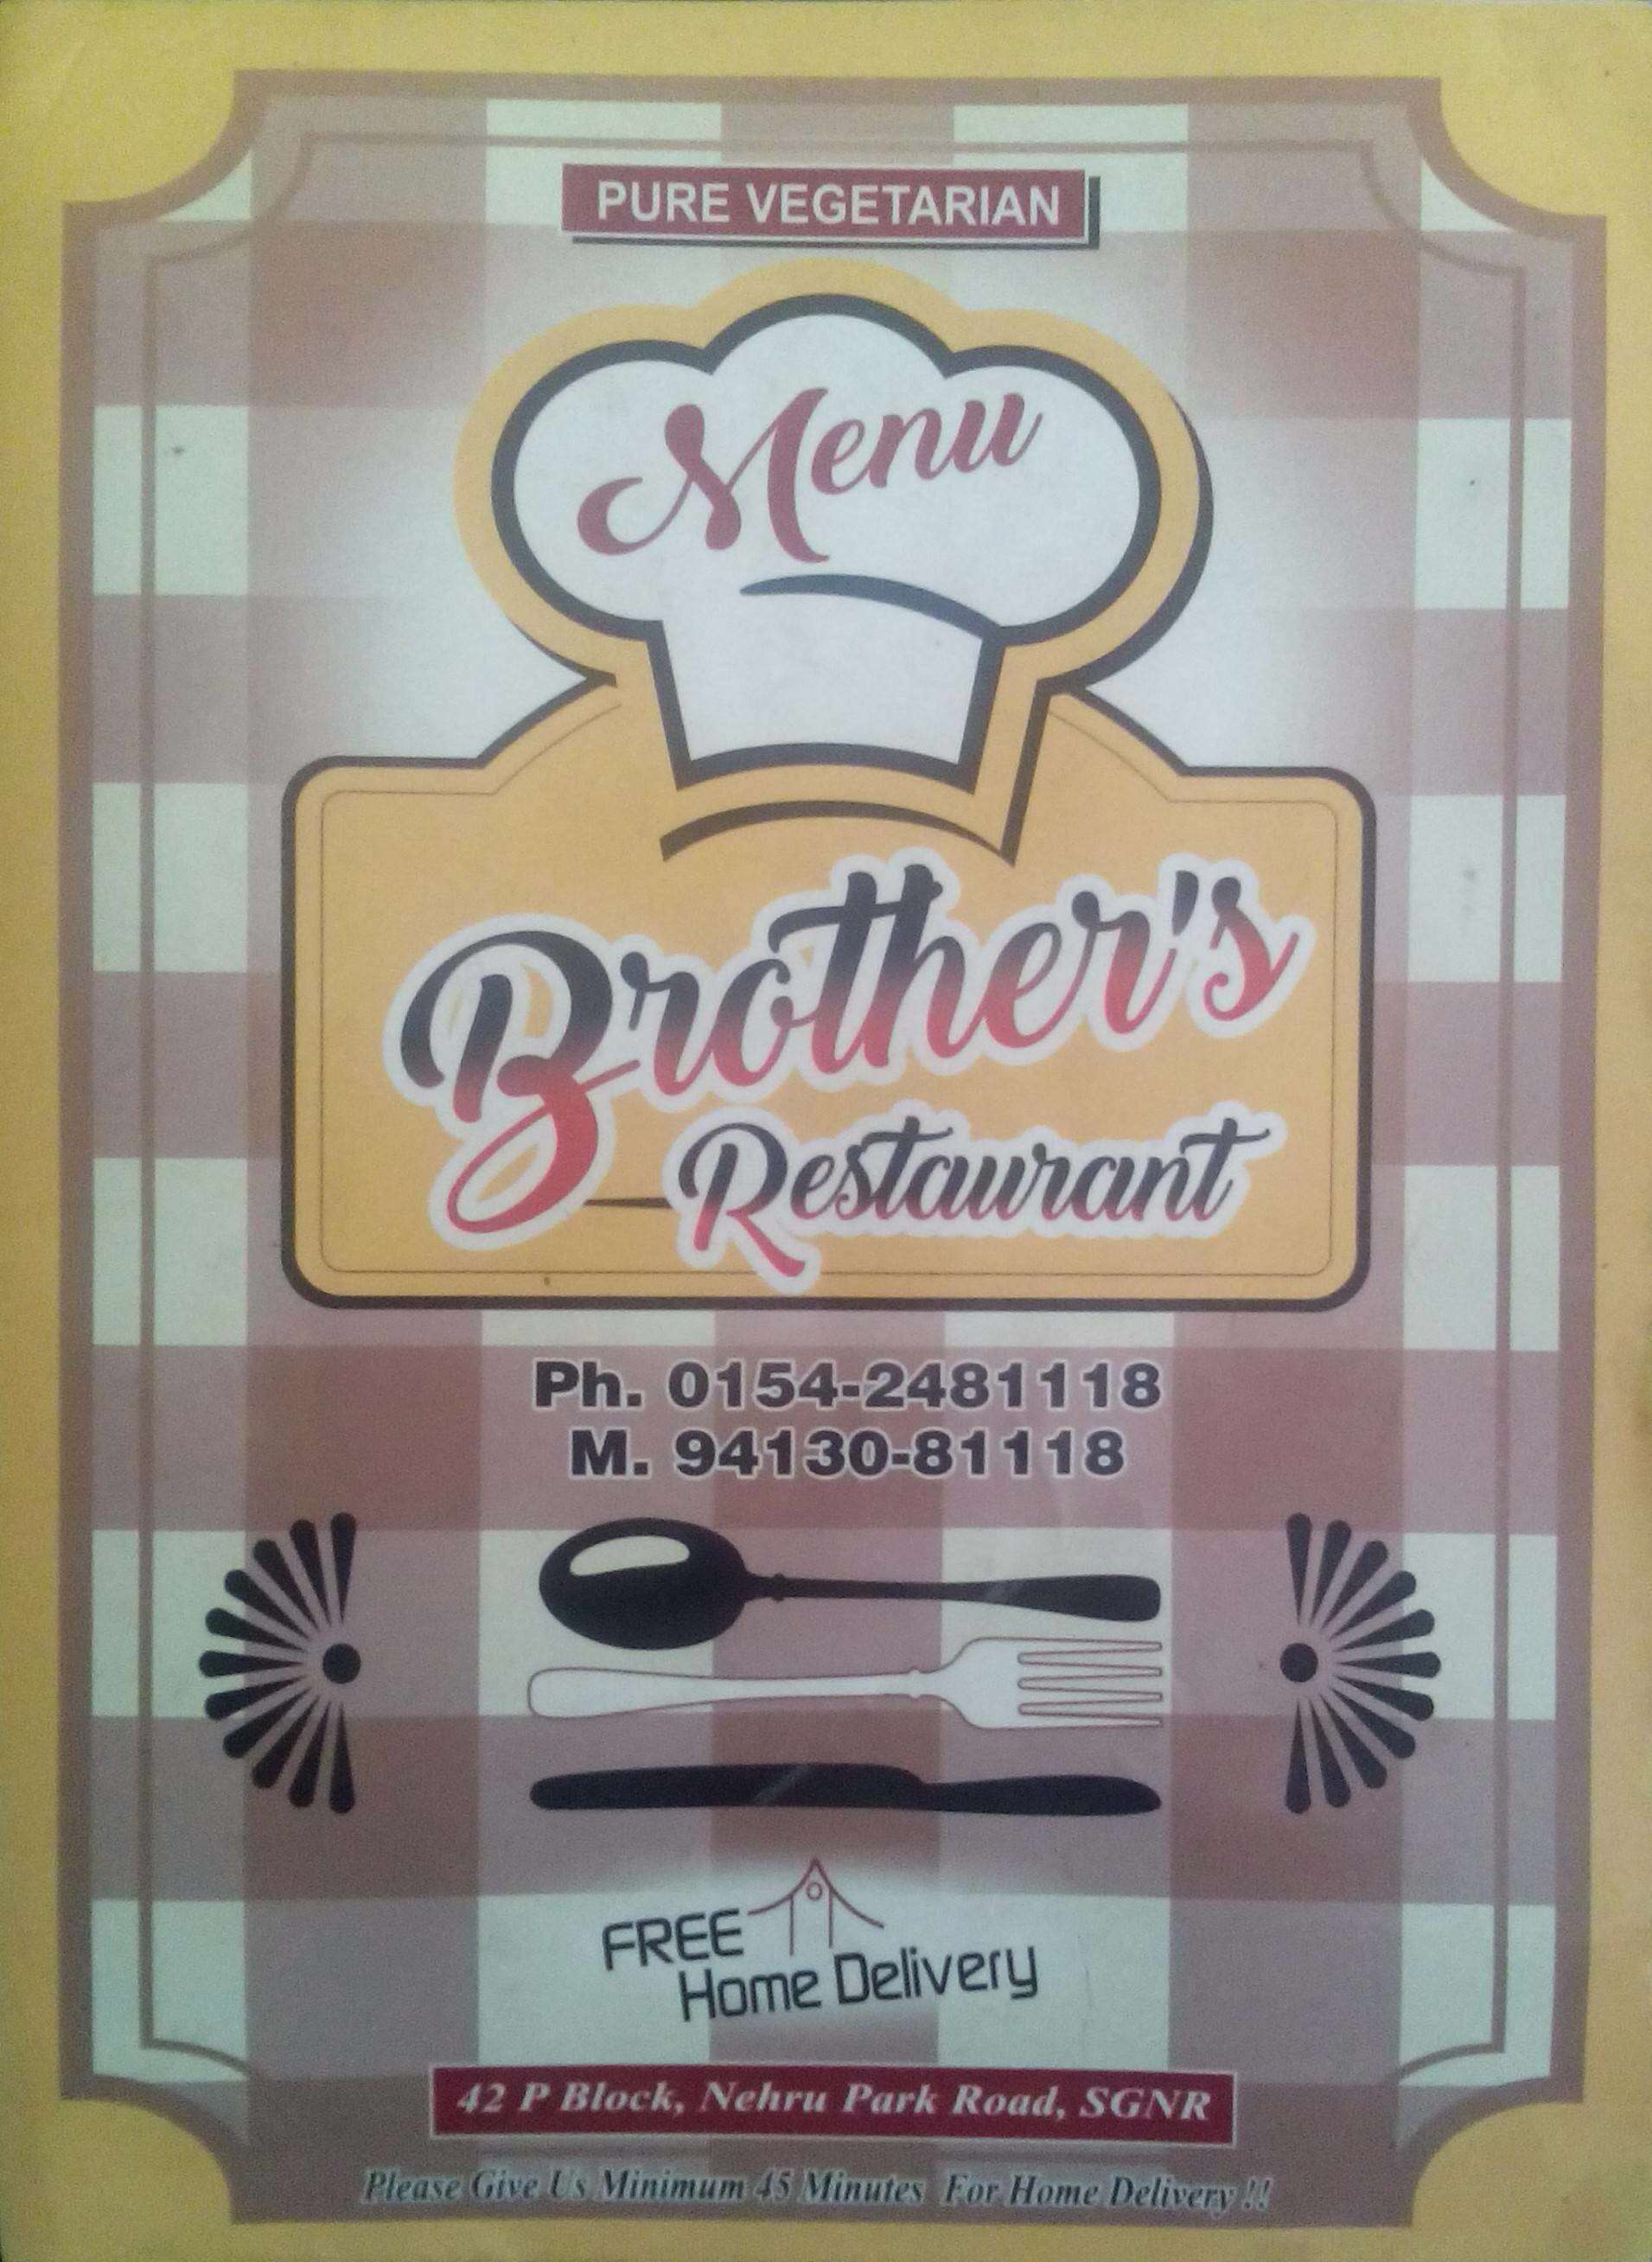 PURE VEGETARIAN
Menu
Brother's
Restaurant
Ph. 0154-2481118
M. 94130-81118
FREE
Home Delivery
42 P Block, Nehru Park Road, SGNR
Please Give Us Minimum 45 Minutes For Home Delivery !!